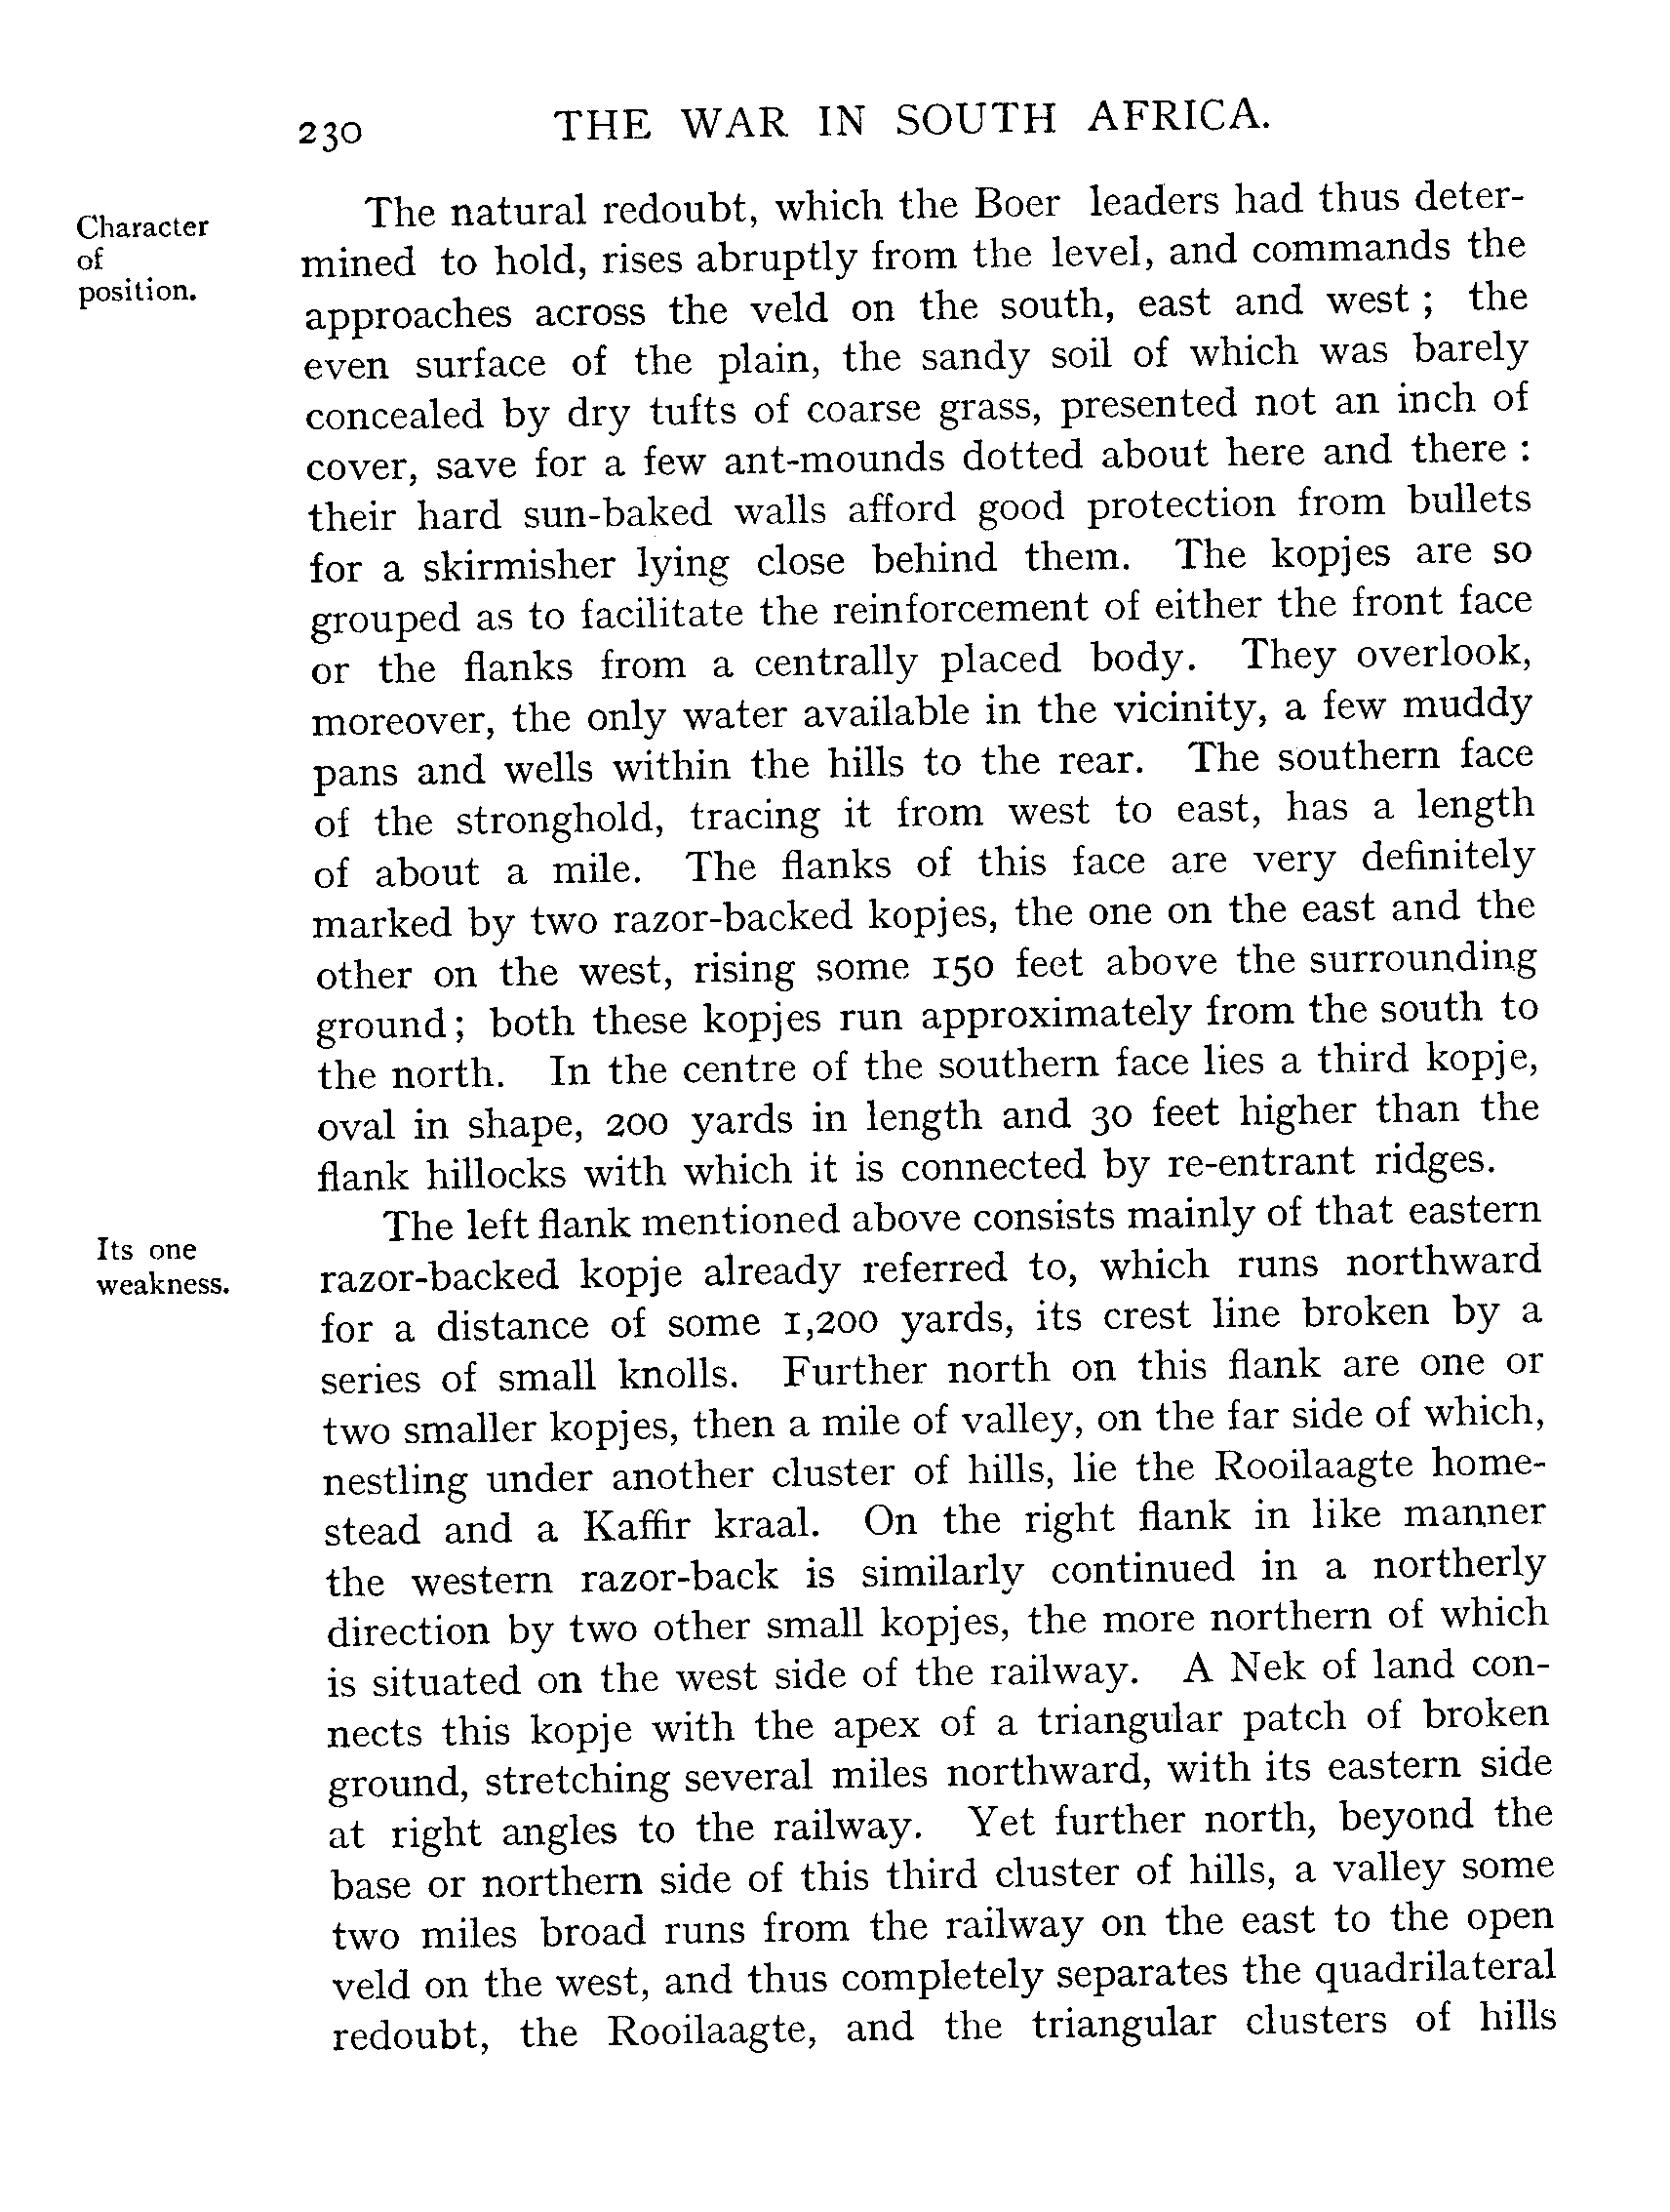 230 THE WAR IN SOUTH AFRICA.
Character
of
position.
The natural redoubt, which the Boer leaders had thus deter-
mined to hold, rises abruptly from the level, and commands the
approaches across the veld on the south, east and west ; the
even surface of the plain, the sandy soil of which was barely
concealed by dry tufts of coarse grass, presented not an inch of
cover, save for a few ant-mounds dotted about here and there :
their hard sun-baked walls afford good protection from bullets
for a skirmisher lying close behind them. The kopjes are so
grouped as to facilitate the reinforcement of either the front face
or the flanks from a centrally placed body. They overlook,
moreover, the only water available in the vicinity, a few muddy
pans and wells within the hills to the rear. The southern face
of the stronghold, tracing it from west to east, has a length
of about a mile. The flanks of this face are very definitely
marked by two razor-backed kopjes, the one on the east and the
other on the west, rising some 150 feet above the surrounding
ground; both these kopjes run approximately from the south to
the north. In the centre of the southern face lies a third kopje,
oval in shape, 200 yards in length and 30 feet higher than the
flank hillocks with which it is connected by re-entrant ridges.
Its one
weakness.
The left flank mentioned above consists mainly of that eastern
razor-backed kopje already referred to, which runs northward
for a distance of some 1,200 yards, its crest line broken by a
series of small knolls. Further north on this flank are one or
two smaller kopjes, then a mile of valley, on the far side of which,
nestling under another cluster of hills, lie the Rooilaagte home-
stead and a Kaffir kraal. On the right flank in like manner
the western razor-back is similarly continued in a northerly
direction by two other small kopjes, the more northern of which
is situated on the west side of the railway. A Nek of land con-
nects this kopje with the apex of a triangular patch of broken
ground, stretching several miles northward, with its eastern side
at right angles to the railway. Yet further north, beyond the
base or northern side of this third cluster of hills, a valley some
two miles broad runs from the railway on the east to the open
veld on the west, and thus completely separates the quadrilateral
redoubt, the Rooilaagte, and the triangular clusters of hills